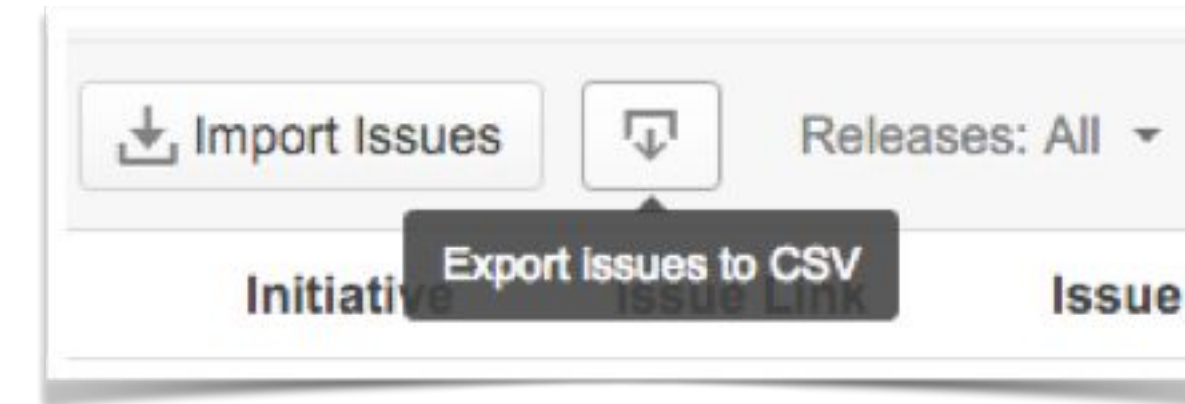 Import Issues
Releases: All
Export issues to CSV
Initiative
Issue Link
Issue